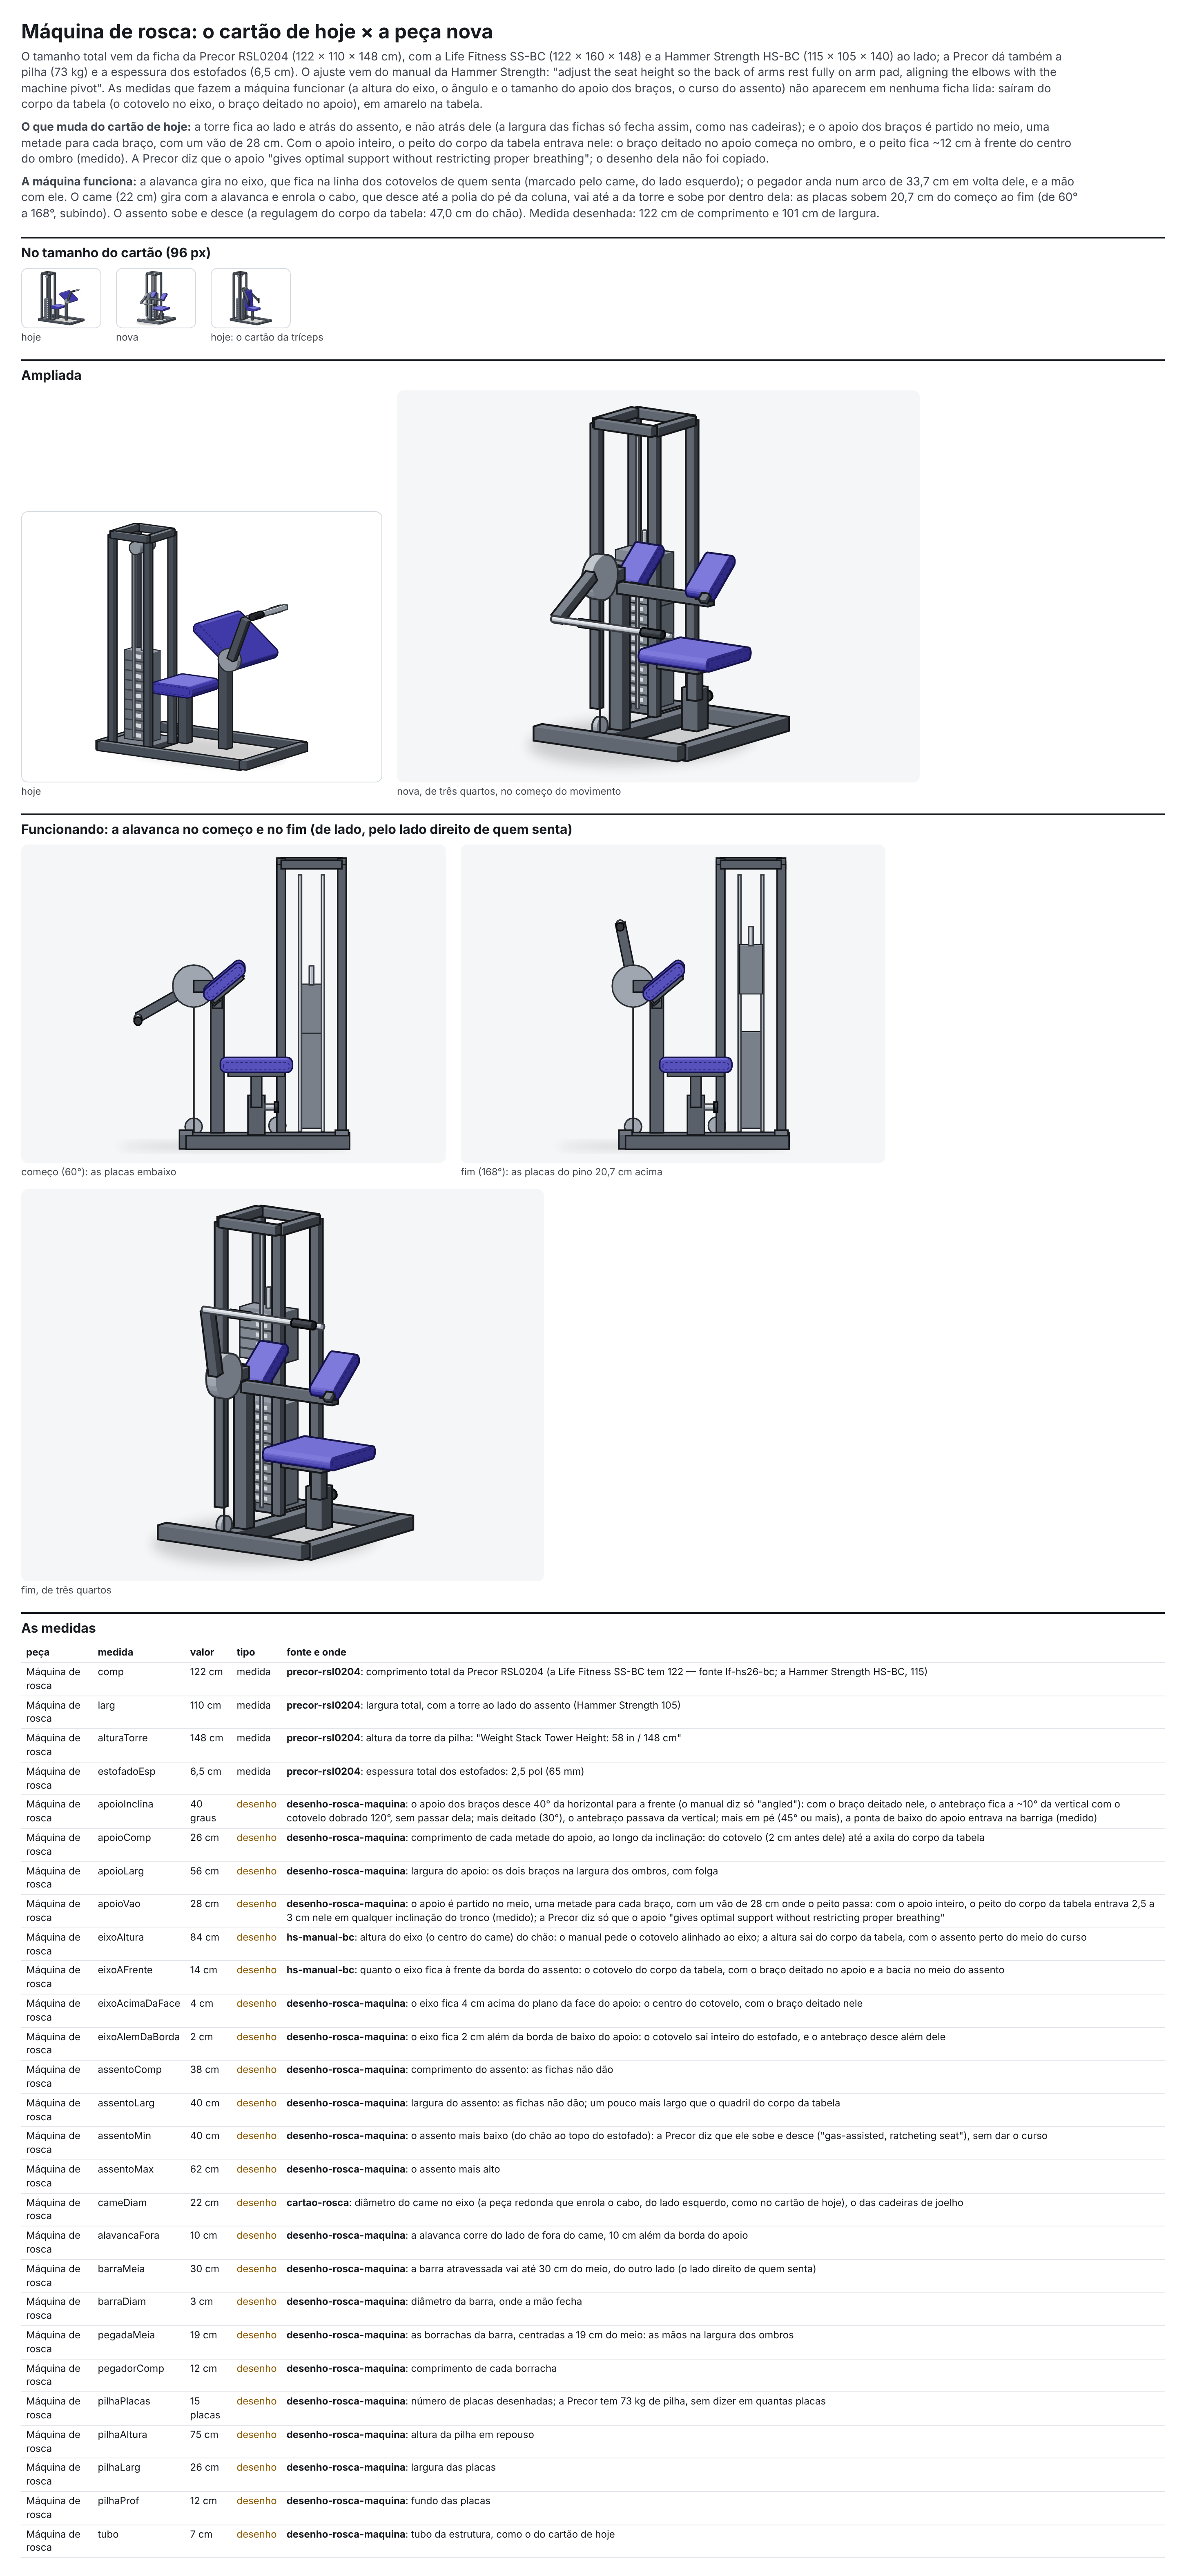 Máquina de rosca: o cartão de hoje × a peça nova
O tamanho total vem da ficha da Precor RSL0204 (122 × 110 × 148 cm), com a Life Fitness SS-BC (122 × 160 × 148) e a Hammer Strength HS-BC (115 × 105 × 140) ao lado; a Precor dá também a
pilha (73 kg) e a espessura dos estofados (6,5 cm). O ajuste vem do manual da Hammer Strength: "adjust the seat height so the back of arms rest fully on arm pad, aligning the elbows with the
machine pivot". As medidas que fazem a máquina funcionar (a altura do eixo, o ângulo e o tamanho do apoio dos braços, o curso do assento) não aparecem em nenhuma ficha lida: saíram do
corpo da tabela (o cotovelo no eixo, o braço deitado no apoio), em amarelo na tabela.
O que muda do cartão de hoje: a torre fica ao lado e atrás do assento, e não atrás dele (a largura das fichas só fecha assim, como nas cadeiras); e o apoio dos braços é partido no meio, uma
metade para cada braço, com um vão de 28 cm. Com o apoio inteiro, o peito do corpo da tabela entrava nele: o braço deitado no apoio começa no ombro, e o peito fica ~12 cm à frente do centro
do ombro (medido). A Precor diz que o apoio "gives optimal support without restricting proper breathing"; o desenho dela não foi copiado.
A máquina funciona: a alavanca gira no eixo, que fica na linha dos cotovelos de quem senta (marcado pelo came, do lado esquerdo); o pegador anda num arco de 33,7 cm em volta dele, e a mão
com ele. O came (22 cm) gira com a alavanca e enrola o cabo, que desce até a polia do pé da coluna, vai até a da torre e sobe por dentro dela: as placas sobem 20,7 cm do começo ao fim (de 60°
a 168°, subindo). O assento sobe e desce (a regulagem do corpo da tabela: 47,0 cm do chão). Medida desenhada: 122 cm de comprimento e 101 cm de largura.
No tamanho do cartão (96 px)
hoje
nova
hoje: o cartão da tríceps
Ampliada
hoje
nova, de três quartos, no começo do movimento
Funcionando: a alavanca no começo e no fim (de lado, pelo lado direito de quem senta)
começo (60°): as placas embaixo
fim (168°): as placas do pino 20,7 cm acima
fim, de três quartos
As medidas
peça medida valor tipo fonte e onde
Máquina de rosca comp 122 cm medida precor-rsl0204: comprimento total da Precor RSL0204 (a Life Fitness SS-BC tem 122 — fonte lf-hs26-bc; a Hammer Strength HS-BC, 115)
Máquina de rosca larg 110 cm medida precor-rsl0204: largura total, com a torre ao lado do assento (Hammer Strength 105)
Máquina de rosca alturaTorre 148 cm medida precor-rsl0204: altura da torre da pilha: "Weight Stack Tower Height: 58 in / 148 cm"
Máquina de rosca estofadoEsp 6,5 cm medida precor-rsl0204: espessura total dos estofados: 2,5 pol (65 mm)
Máquina de rosca apoioInclina 40 graus desenho desenho-rosca-maquina: o apoio dos braços desce 40° da horizontal para a frente (o manual diz só "angled"): com o braço deitado nele, o antebraço fica a ~10° da vertical com o
cotovelo dobrado 120°, sem passar dela; mais deitado (30°), o antebraço passava da vertical; mais em pé (45° ou mais), a ponta de baixo do apoio entrava na barriga (medido)
Máquina de rosca apoioComp 26 cm desenho desenho-rosca-maquina: comprimento de cada metade do apoio, ao longo da inclinação: do cotovelo (2 cm antes dele) até a axila do corpo da tabela
Máquina de rosca apoioLarg 56 cm desenho desenho-rosca-maquina: largura do apoio: os dois braços na largura dos ombros, com folga
Máquina de rosca apoioVao 28 cm desenho desenho-rosca-maquina: o apoio é partido no meio, uma metade para cada braço, com um vão de 28 cm onde o peito passa: com o apoio inteiro, o peito do corpo da tabela entrava 2,5 a
3 cm nele em qualquer inclinação do tronco (medido); a Precor diz só que o apoio "gives optimal support without restricting proper breathing"
Máquina de rosca eixoAltura 84 cm desenho hs-manual-bc: altura do eixo (o centro do came) do chão: o manual pede o cotovelo alinhado ao eixo; a altura sai do corpo da tabela, com o assento perto do meio do curso
Máquina de rosca eixoAFrente 14 cm desenho hs-manual-bc: quanto o eixo fica à frente da borda do assento: o cotovelo do corpo da tabela, com o braço deitado no apoio e a bacia no meio do assento
Máquina de rosca eixoAcimaDaFace 4 cm desenho desenho-rosca-maquina: o eixo fica 4 cm acima do plano da face do apoio: o centro do cotovelo, com o braço deitado nele
Máquina de rosca eixoAlemDaBorda 2 cm desenho desenho-rosca-maquina: o eixo fica 2 cm além da borda de baixo do apoio: o cotovelo sai inteiro do estofado, e o antebraço desce além dele
Máquina de rosca assentoComp 38 cm desenho desenho-rosca-maquina: comprimento do assento: as fichas não dão
Máquina de rosca assentoLarg 40 cm desenho desenho-rosca-maquina: largura do assento: as fichas não dão; um pouco mais largo que o quadril do corpo da tabela
Máquina de rosca assentoMin 40 cm desenho desenho-rosca-maquina: o assento mais baixo (do chão ao topo do estofado): a Precor diz que ele sobe e desce ("gas-assisted, ratcheting seat"), sem dar o curso
Máquina de rosca assentoMax 62 cm desenho desenho-rosca-maquina: o assento mais alto
Máquina de rosca cameDiam 22 cm desenho cartao-rosca: diâmetro do came no eixo (a peça redonda que enrola o cabo, do lado esquerdo, como no cartão de hoje), o das cadeiras de joelho
Máquina de rosca alavancaFora 10 cm desenho desenho-rosca-maquina: a alavanca corre do lado de fora do came, 10 cm além da borda do apoio
Máquina de rosca barraMeia 30 cm desenho desenho-rosca-maquina: a barra atravessada vai até 30 cm do meio, do outro lado (o lado direito de quem senta)
Máquina de rosca barraDiam 3 cm desenho desenho-rosca-maquina: diâmetro da barra, onde a mão fecha
Máquina de rosca pegadaMeia 19 cm desenho desenho-rosca-maquina: as borrachas da barra, centradas a 19 cm do meio: as mãos na largura dos ombros
Máquina de rosca pegadorComp 12 cm desenho desenho-rosca-maquina: comprimento de cada borracha
Máquina de rosca pilhaPlacas 15 placas desenho desenho-rosca-maquina: número de placas desenhadas; a Precor tem 73 kg de pilha, sem dizer em quantas placas
Máquina de rosca pilhaAltura 75 cm desenho desenho-rosca-maquina: altura da pilha em repouso
Máquina de rosca pilhaLarg 26 cm desenho desenho-rosca-maquina: largura das placas
Máquina de rosca pilhaProf 12 cm desenho desenho-rosca-maquina: fundo das placas
Máquina de rosca tubo 7 cm desenho desenho-rosca-maquina: tubo da estrutura, como o do cartão de hoje